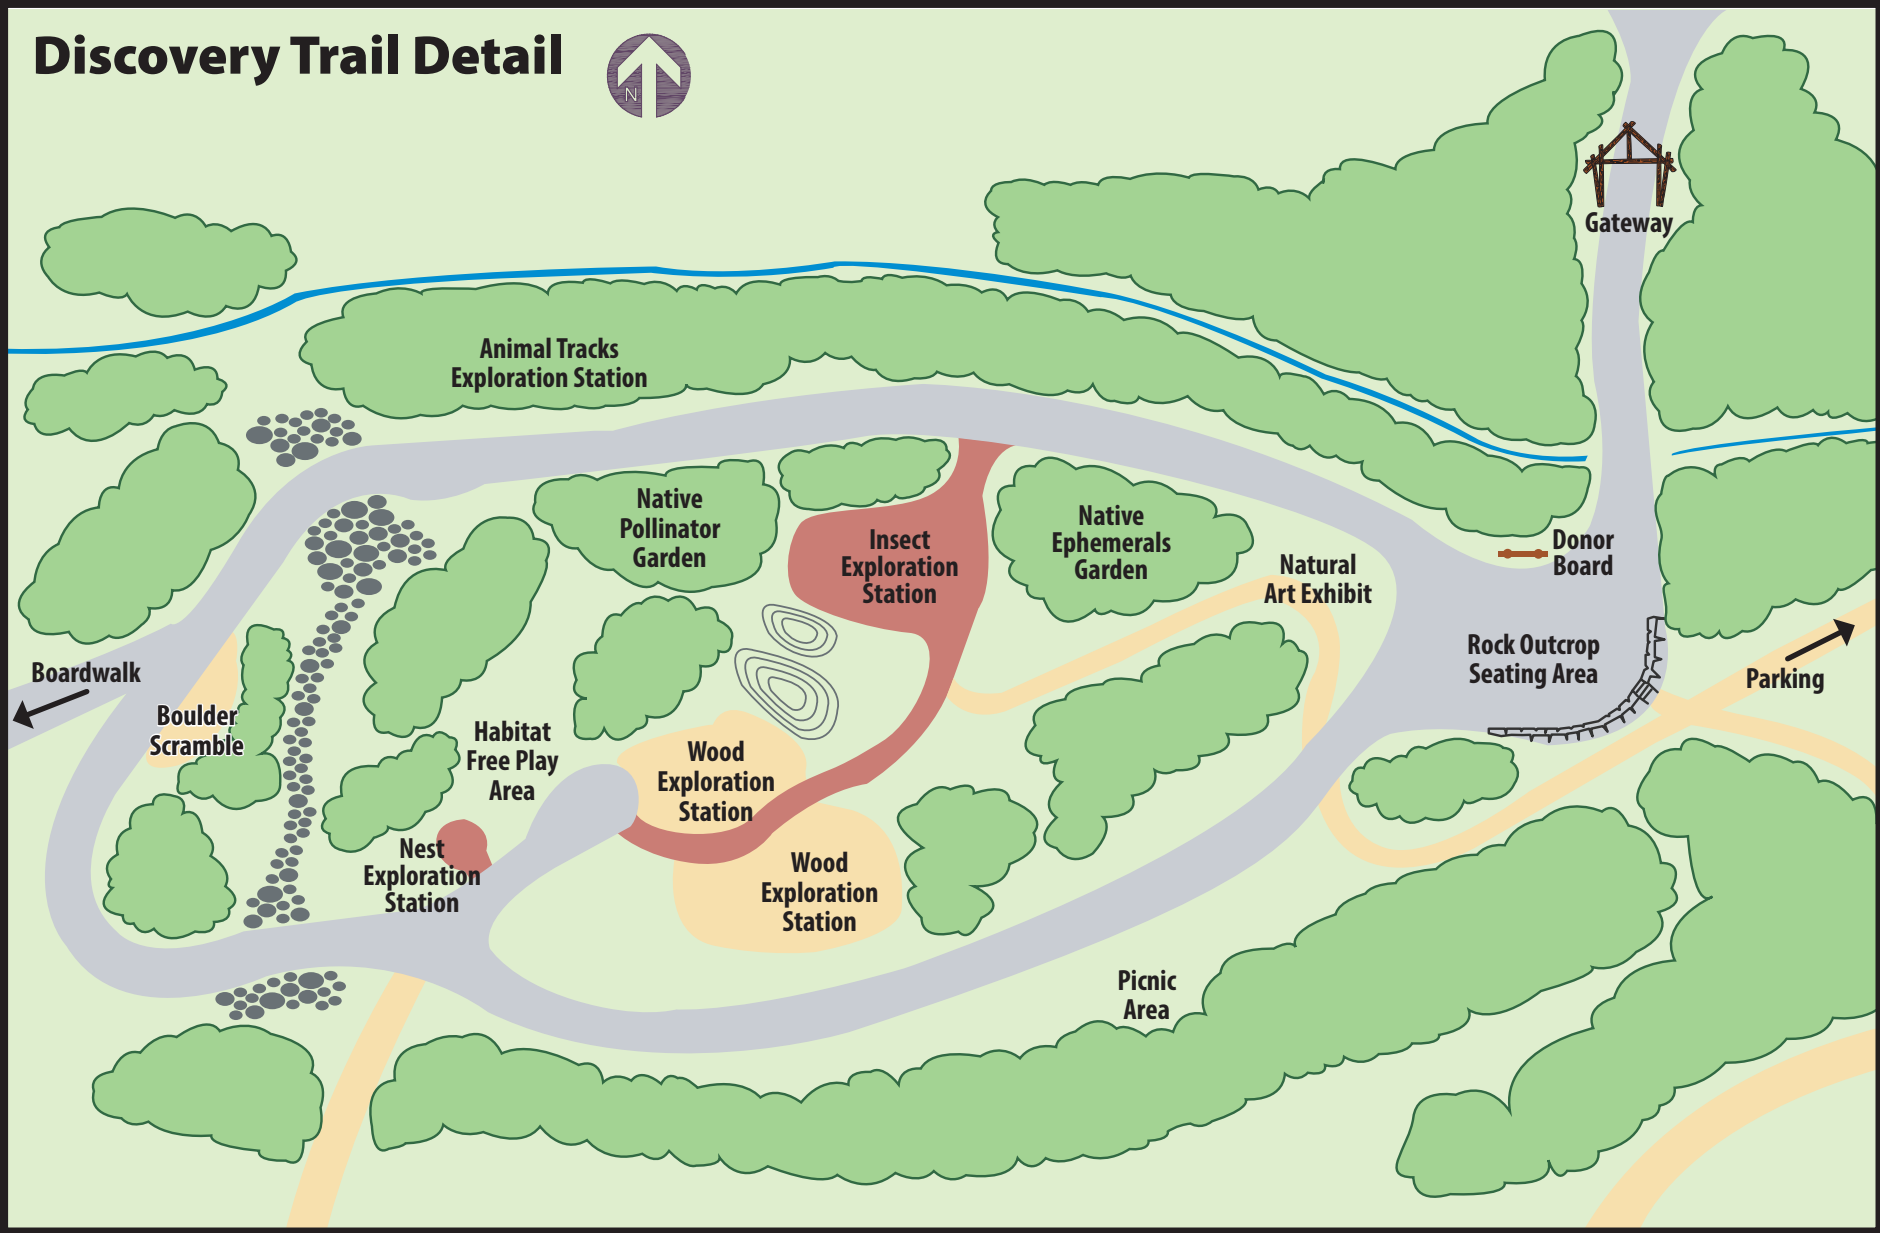 Discovery Trail Detail
N
Gateway
Animal Tracks
Exploration Station
Native
Pollinator
Garden
Insect
Exploration
Station
Native
Ephemerals
Garden
Natural
Art Exhibit
Donor
Board
Rock Outcrop
Seating Area
Parking
Boardwalk
Boulder
Scramble
Habitat
Free Play
Area
Wood
Exploration
Station
Nest
Exploration
Station
Wood
Exploration
Station
Picnic
Area